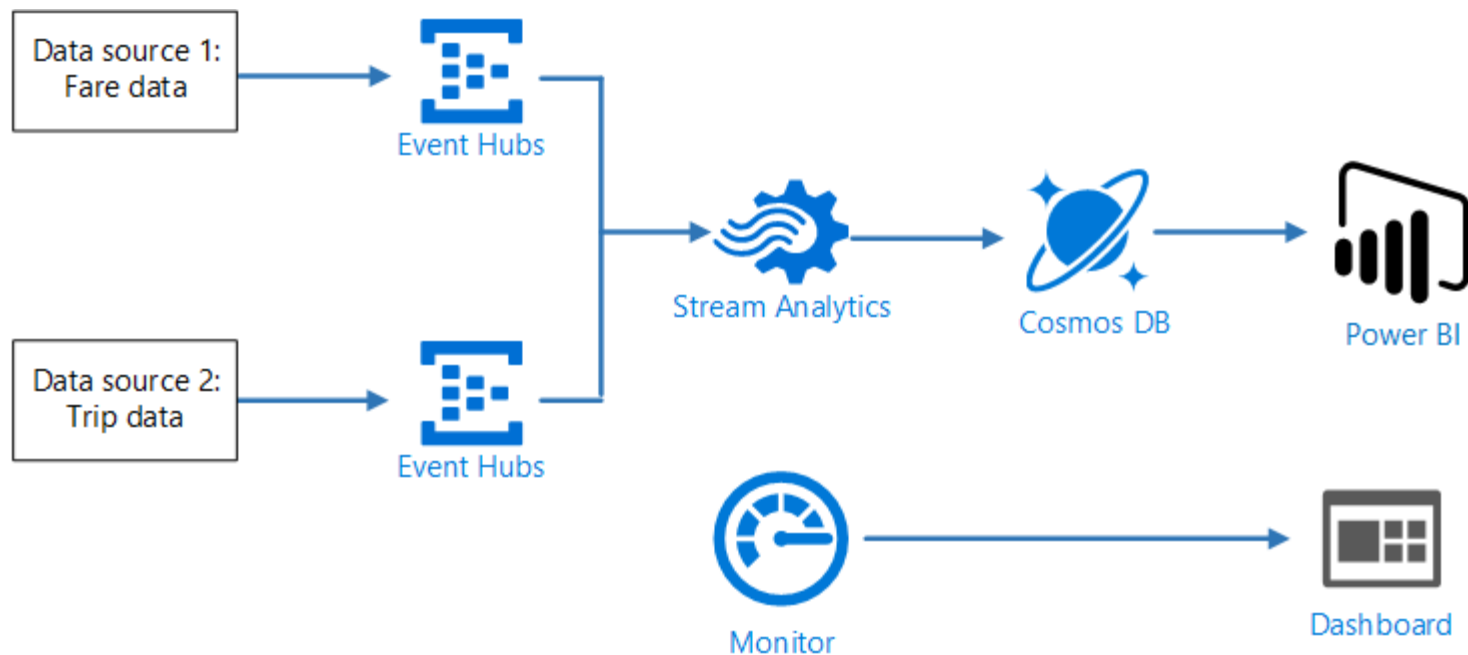 Data source 1:
Fare data
Event Hubs
Stream Analytics
Cosmos DB
Power BI
Data source 2:
Trip data
Event Hubs
Monitor
Dashboard